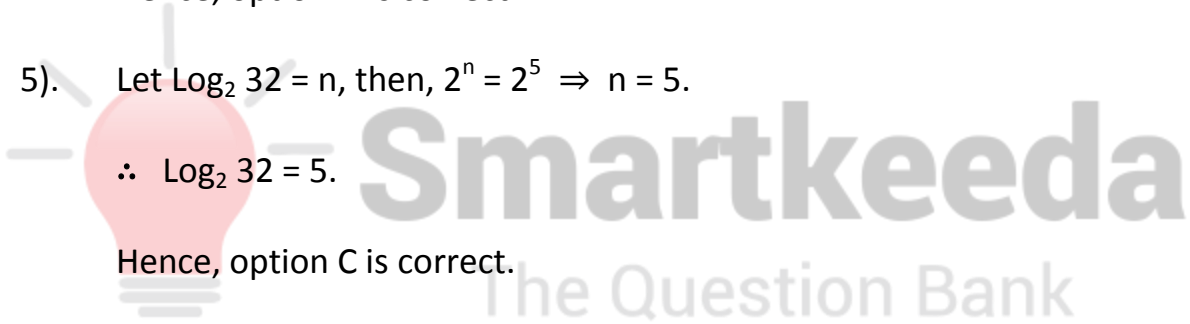 5). Let Log₂ 32 = n, then, 2ⁿ = 2⁵ ⇒ n = 5.
∴ Log₂ 32 = 5.
Smartkeeda
Hence, option C is correct.
The Question Bank